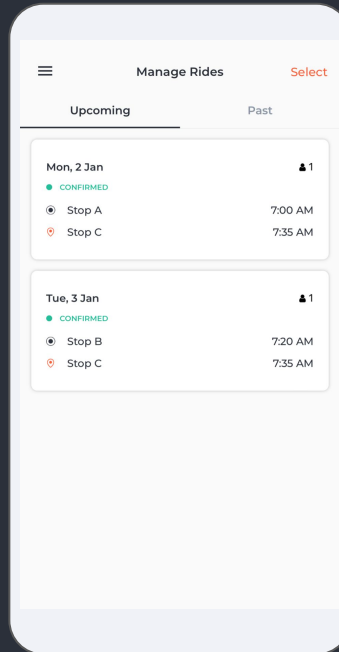 Manage Rides Select
Upcoming Past
Mon, 2 Jan 1
CONFIRMED
Stop A 7:00 AM
Stop C 7:35 AM
Tue, 3 Jan 1
CONFIRMED
Stop B 7:20 AM
Stop C 7:35 AM